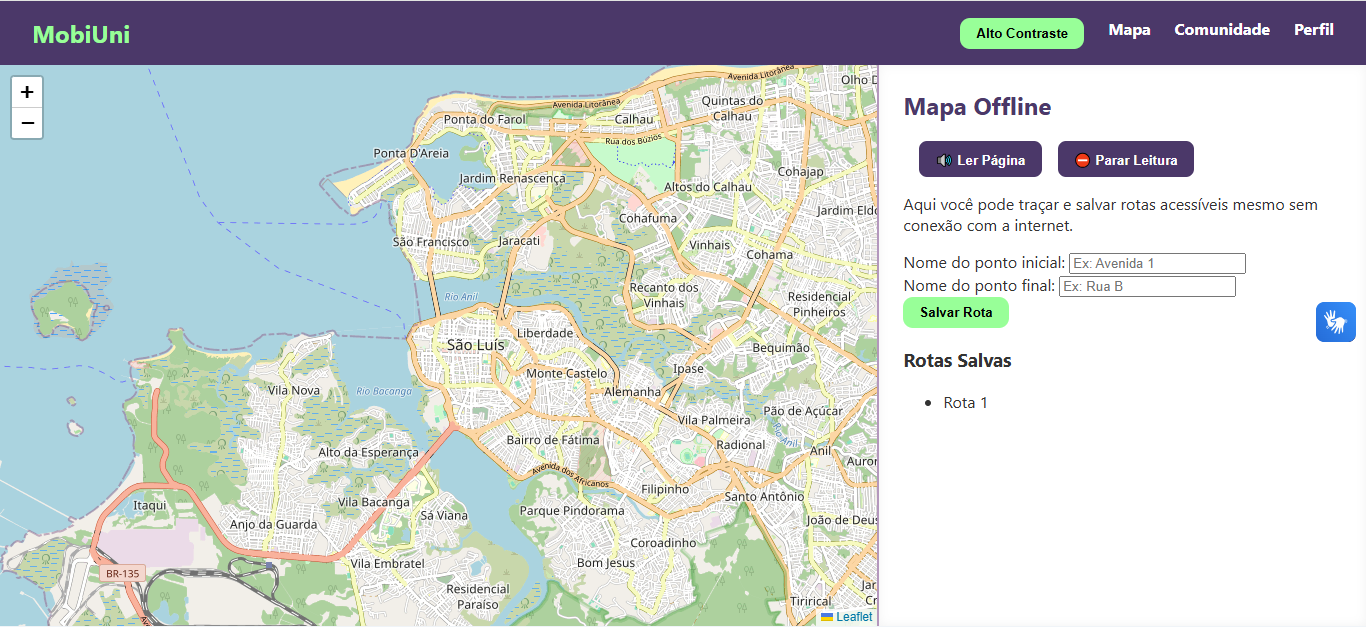 MobiUni
Alto Contraste
Mapa
Comunidade
Perfil
+
−
Avenida Litorânea
Avenida Litorânea
Olho D
Quintas do
Calhau
Ponta do Farol
Calhau
Rua dos Búzios
Ponta D'Areia
Jardim Renascença
Cohajap
Altos do Calhau
Jardim Eldo
Cohafuma
São Francisco
Jaracati
Vinhais
Cohama
Recanto dos
Vinhais
Rio Anil
Residencial
Pinheiros
Liberdade
São Luís
Bequimão
Monte Castelo
Ipase
Vila Nova
Rio Bacanga
Alemanha
Pão de Açúcar
Vila Palmeira
Rio Anil
Bairro de Fátima
Radional
Alto da Esperança
Anil
Auror
Avenida dos Africanos
Filipinho
Santo Antônio
Itaqui
Vila Bacanga
Sá Viana
Parque Pindorama
João de Deus
Anjo da Guarda
Coroadinho
Vila Embratel
Bom Jesus
BR-135
Residencial
Paraíso
Jar
Tirirical
Cr
Leaflet
Mapa Offline
Ler Página
Parar Leitura
Aqui você pode traçar e salvar rotas acessíveis mesmo sem
conexão com a internet.
Nome do ponto inicial: Ex: Avenida 1
Nome do ponto final: Ex: Rua B
Salvar Rota
Rotas Salvas
Rota 1